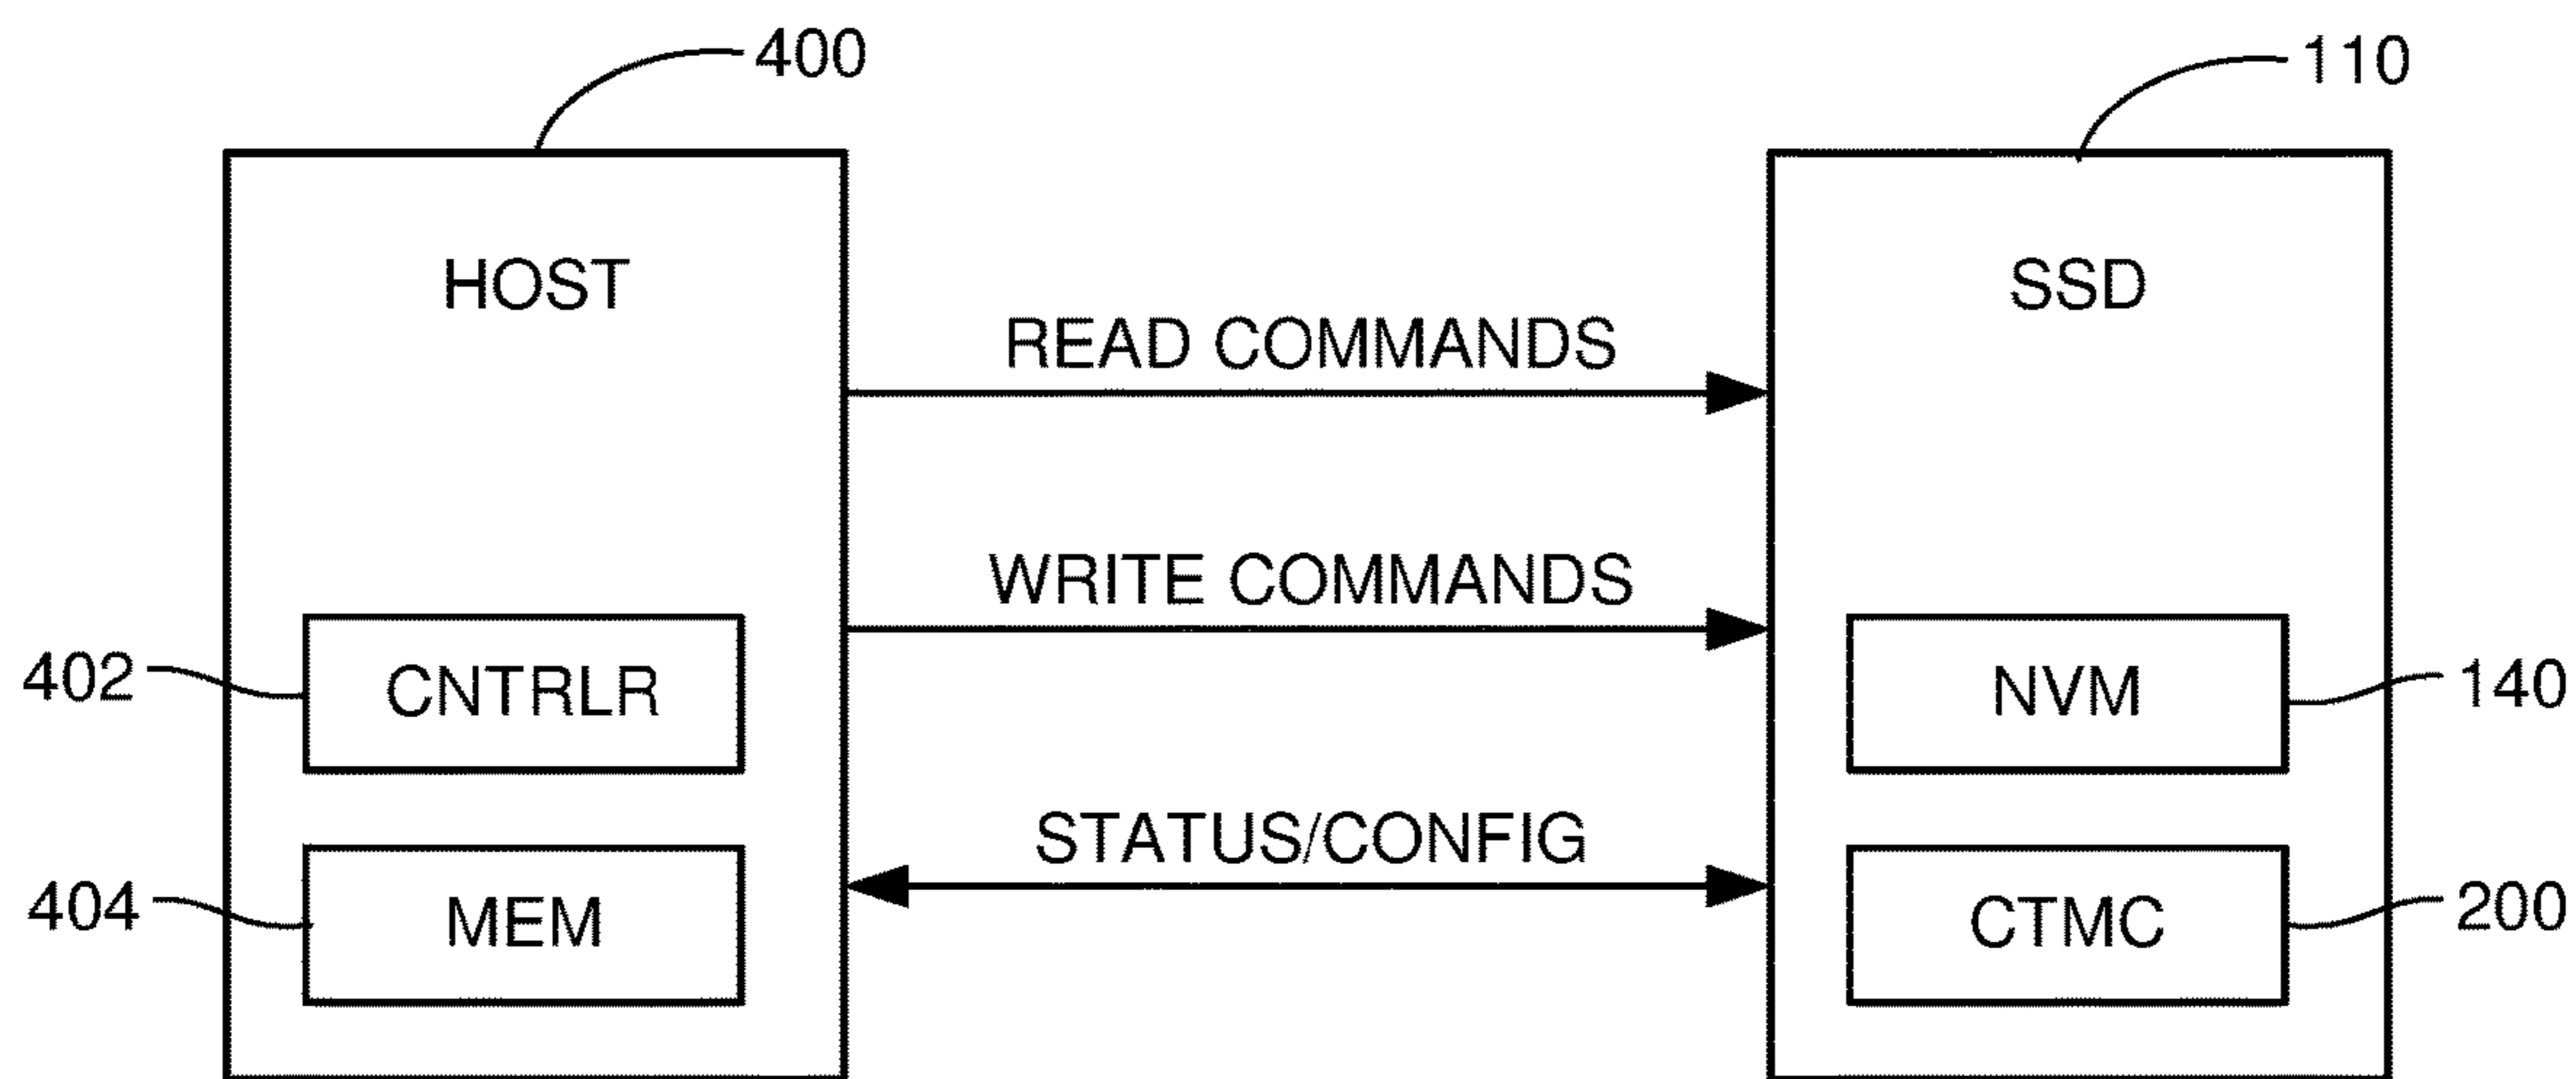 400
110
HOST
SSD
READ COMMANDS
WRITE COMMANDS
402
CNTRLR
NVM
140
STATUS/CONFIG
404
MEM
CTMC
200